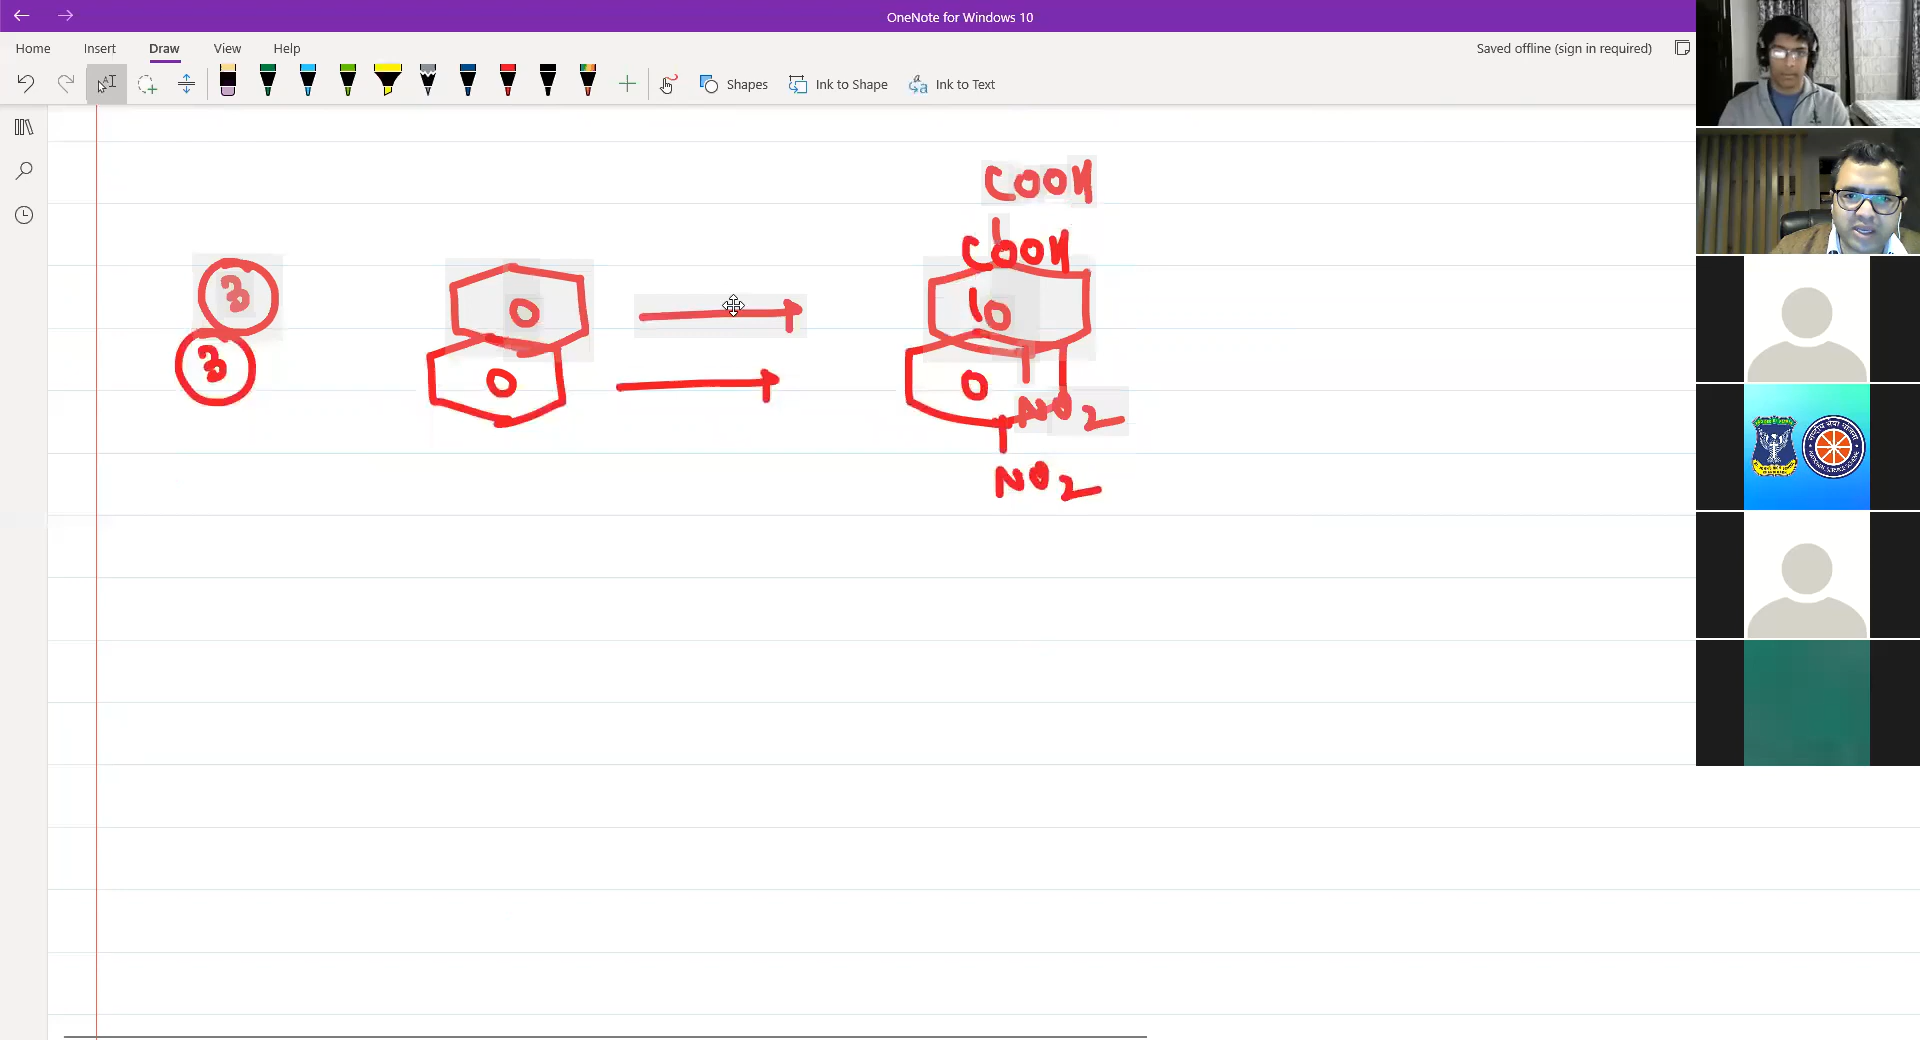 OneNote for Windows 10
Home Insert Draw View Help
Saved offline (sign in required)
Shapes Ink to Shape Ink to Text
COOH
COOH
3 O O
3 O O
NO2
NO2